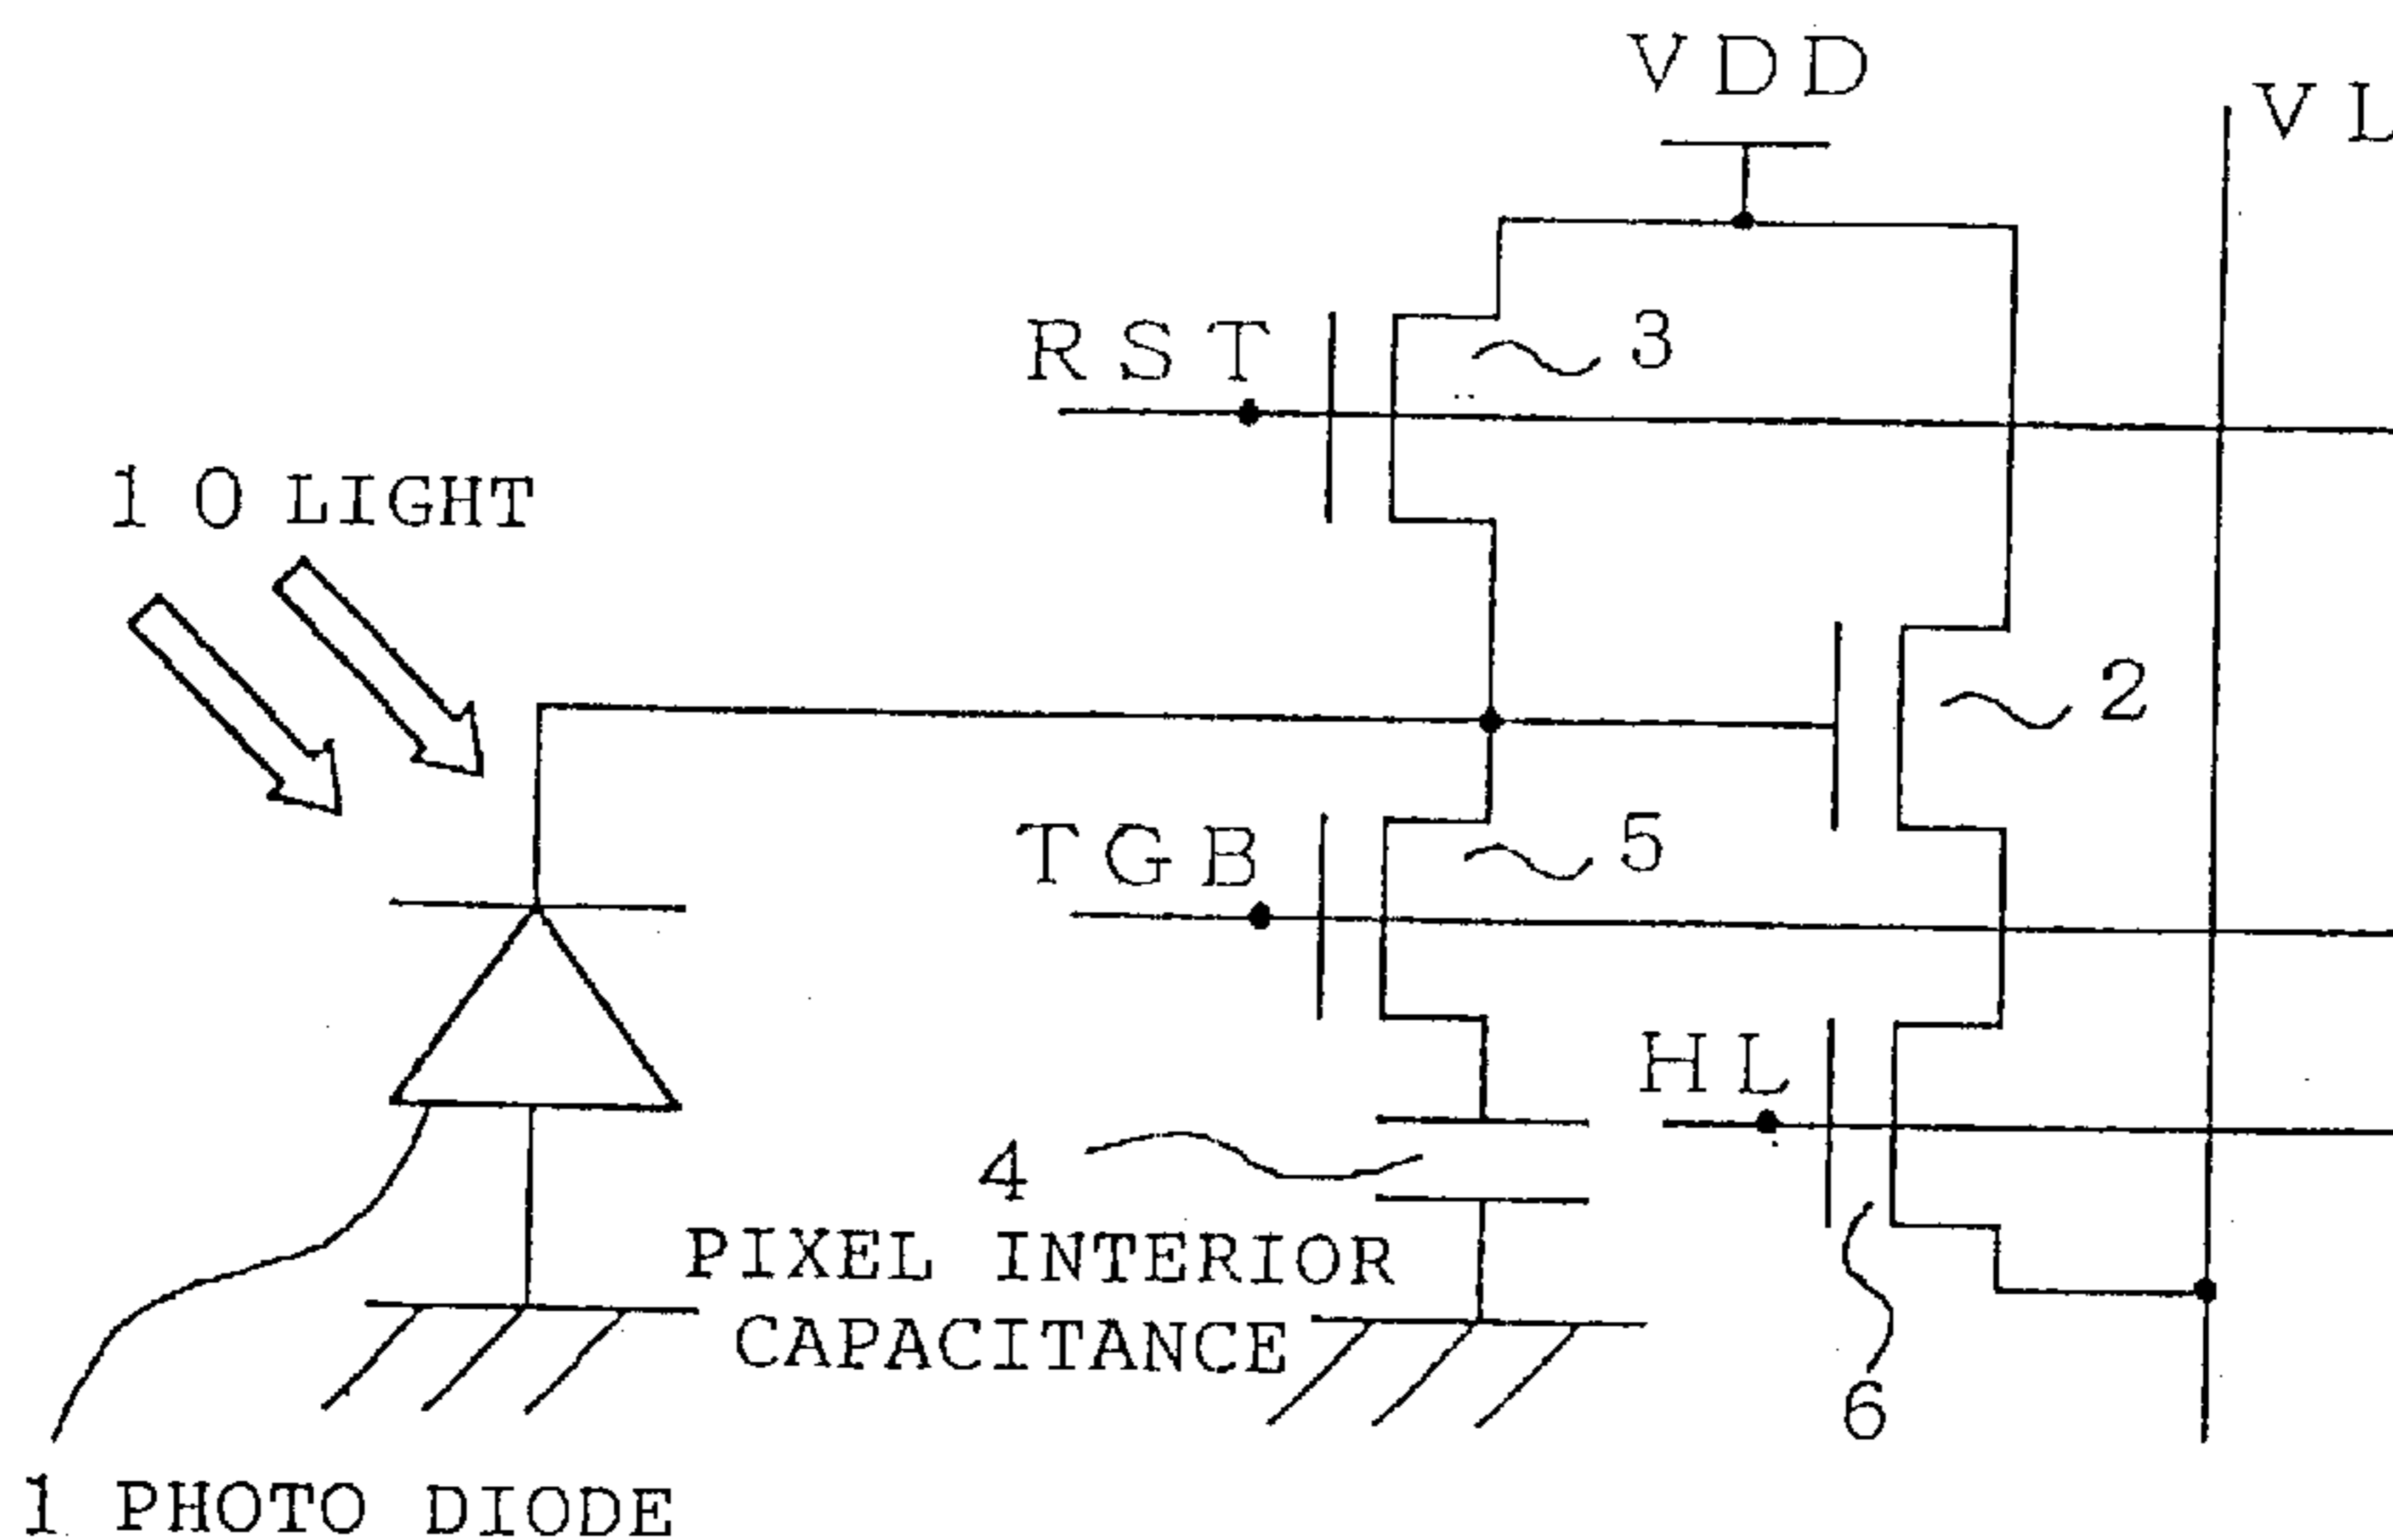 VDD
VL
RST
3
10 LIGHT
2
TGB
5
HL
4
PIXEL INTERIOR
CAPACITANCE
6
1 PHOTO DIODE